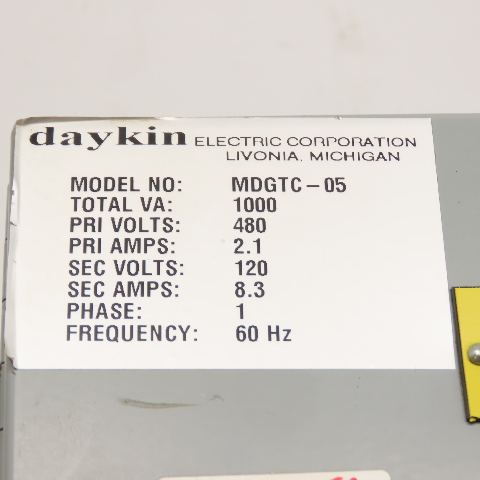 daykin ELECTRIC CORPORATION
LIVONIA, MICHIGAN
MODEL NO: MDGTC-05
TOTAL VA: 1000
PRI VOLTS: 480
PRI AMPS: 2.1
SEC VOLTS: 120
SEC AMPS: 8.3
PHASE: 1
FREQUENCY: 60 Hz